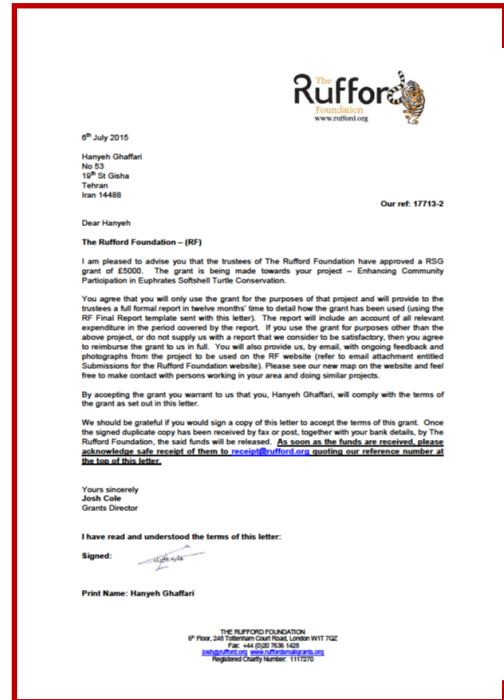 The
Rufford
Foundation
www.rufford.org
6th July 2015
Hanyeh Ghaffari
No 53
19th St Gisha
Tehran
Iran 14488
Our ref: 17713-2
Dear Hanyeh
The Rufford Foundation – (RF)
I am pleased to advise you that the trustees of The Rufford Foundation have approved a RSG
grant of £5000. The grant is being made towards your project – Enhancing Community
Participation in Euphrates Softshell Turtle Conservation.
You agree that you will only use the grant for the purposes of that project and will provide to the
trustees a full formal report in twelve months' time to detail how the grant has been used (using the
RF Final Report template sent with this letter). The report will include an account of all relevant
expenditure in the period covered by the report. If you use the grant for purposes other than the
above project, or do not supply us with a report that we consider to be satisfactory, then you agree
to reimburse the grant to us in full. You will also provide us, by email, with ongoing feedback and
photographs from the project to be used on the RF website (refer to email attachment entitled
Submissions for the Rufford Foundation website). Please see our new map on the website and feel
free to make contact with persons working in your area and doing similar projects.
By accepting the grant you warrant to us that you, Hanyeh Ghaffari, will comply with the terms of
the grant as set out in this letter.
We should be grateful if you would sign a copy of this letter to accept the terms of this grant. Once
the signed duplicate copy has been received by fax or post, together with your bank details, by The
Rufford Foundation, the said funds will be released. As soon as the funds are received, please
acknowledge safe receipt of them to receipt@rufford.org quoting our reference number at
the top of this letter.
Yours sincerely
Josh Cole
Grants Director
I have read and understood the terms of this letter:
Signed:
Print Name: Hanyeh Ghaffari
THE RUFFORD FOUNDATION
6th Floor, 248 Tottenham Court Road, London W1T 7QZ
Fax: +44 (0)20 7636 1428
josh@rufford.org www.ruffordsmallgrants.org
Registered Charity Number: 1117270